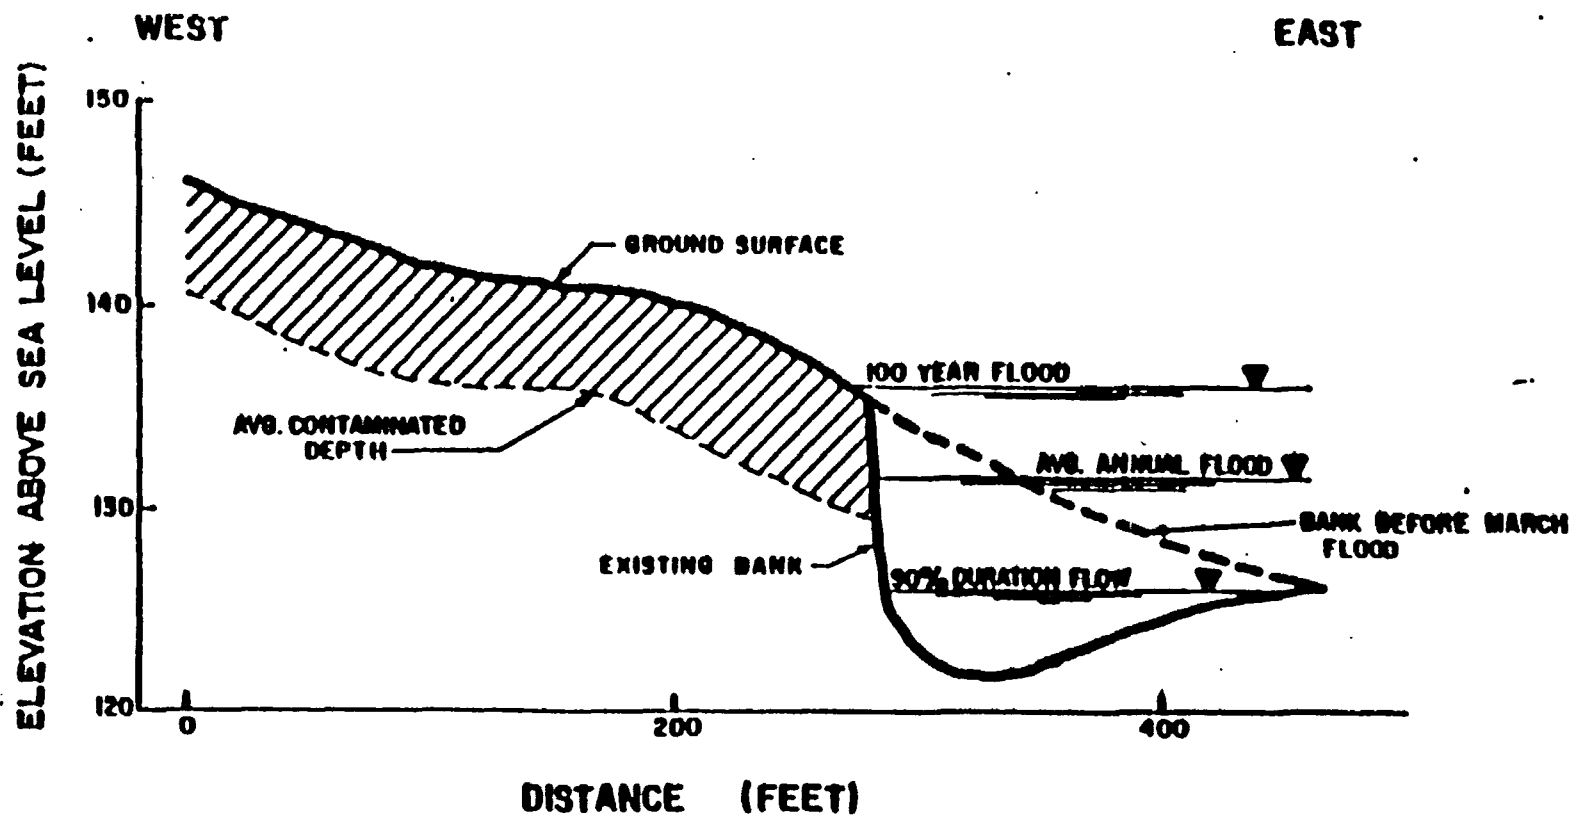 WEST
EAST
ELEVATION ABOVE SEA LEVEL (FEET)
150
140
130
120
GROUND SURFACE
100 YEAR FLOOD
AVG. CONTAMINATED
DEPTH
AVG. ANNUAL FLOOD
BANK BEFORE MARCH
FLOOD
EXISTING BANK
90% DURATION FLOW
0
200
400
DISTANCE (FEET)